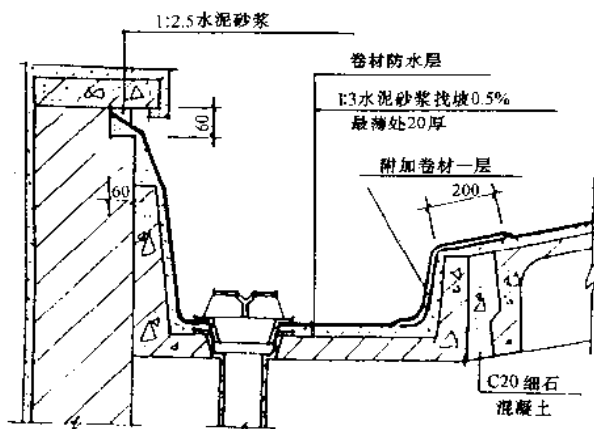 1:2.5水泥砂浆
卷材防水层
1:3水泥砂浆找坡0.5%
最薄处20厚
60
附加卷材一层
200
60
C20细石
混凝土